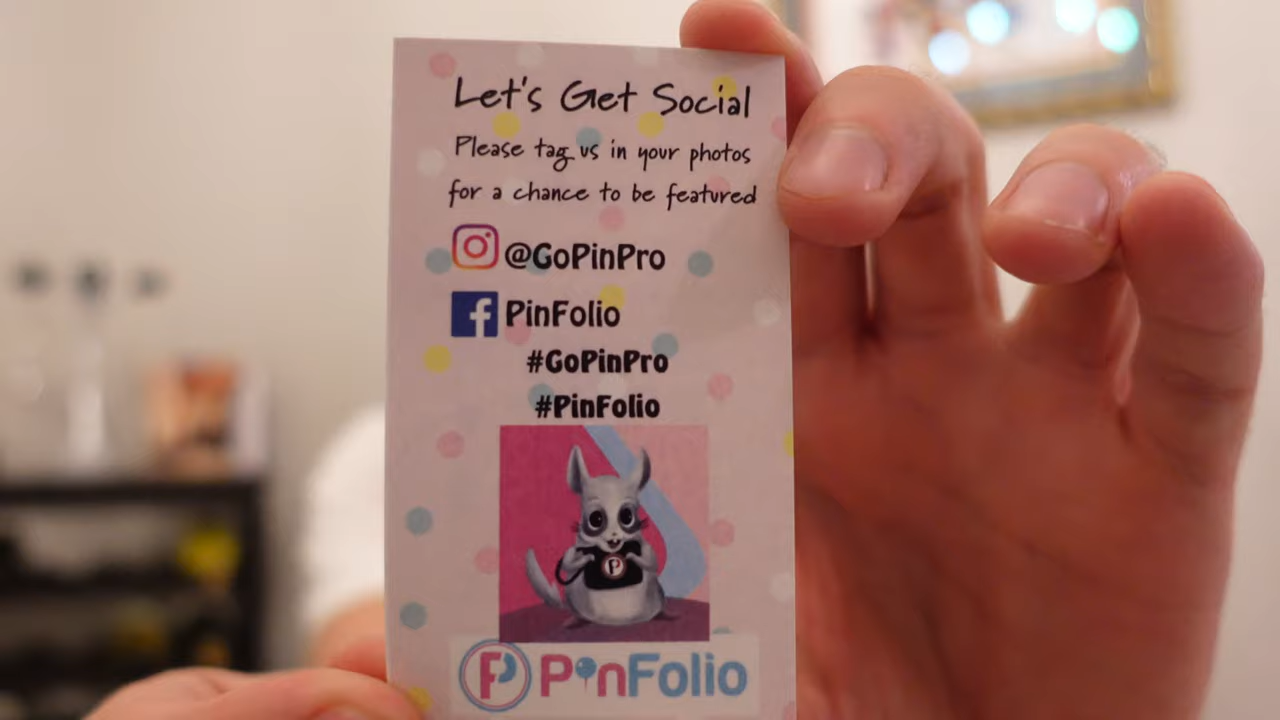 Let's Get Social
Please tag us in your photos
for a chance to be featured
@GoPinPro
PinFolio
#GoPinPro
#PinFolio
P
PinFolio